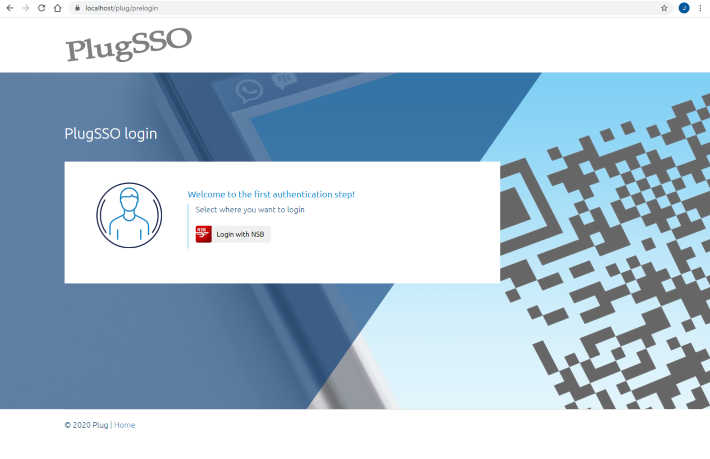 localhost/plug/prelogin
J
PlugSSO
PlugSSO login
Welcome to the first authentication step!
Select where you want to login
NSB
Login with NSB
© 2020 Plug | Home